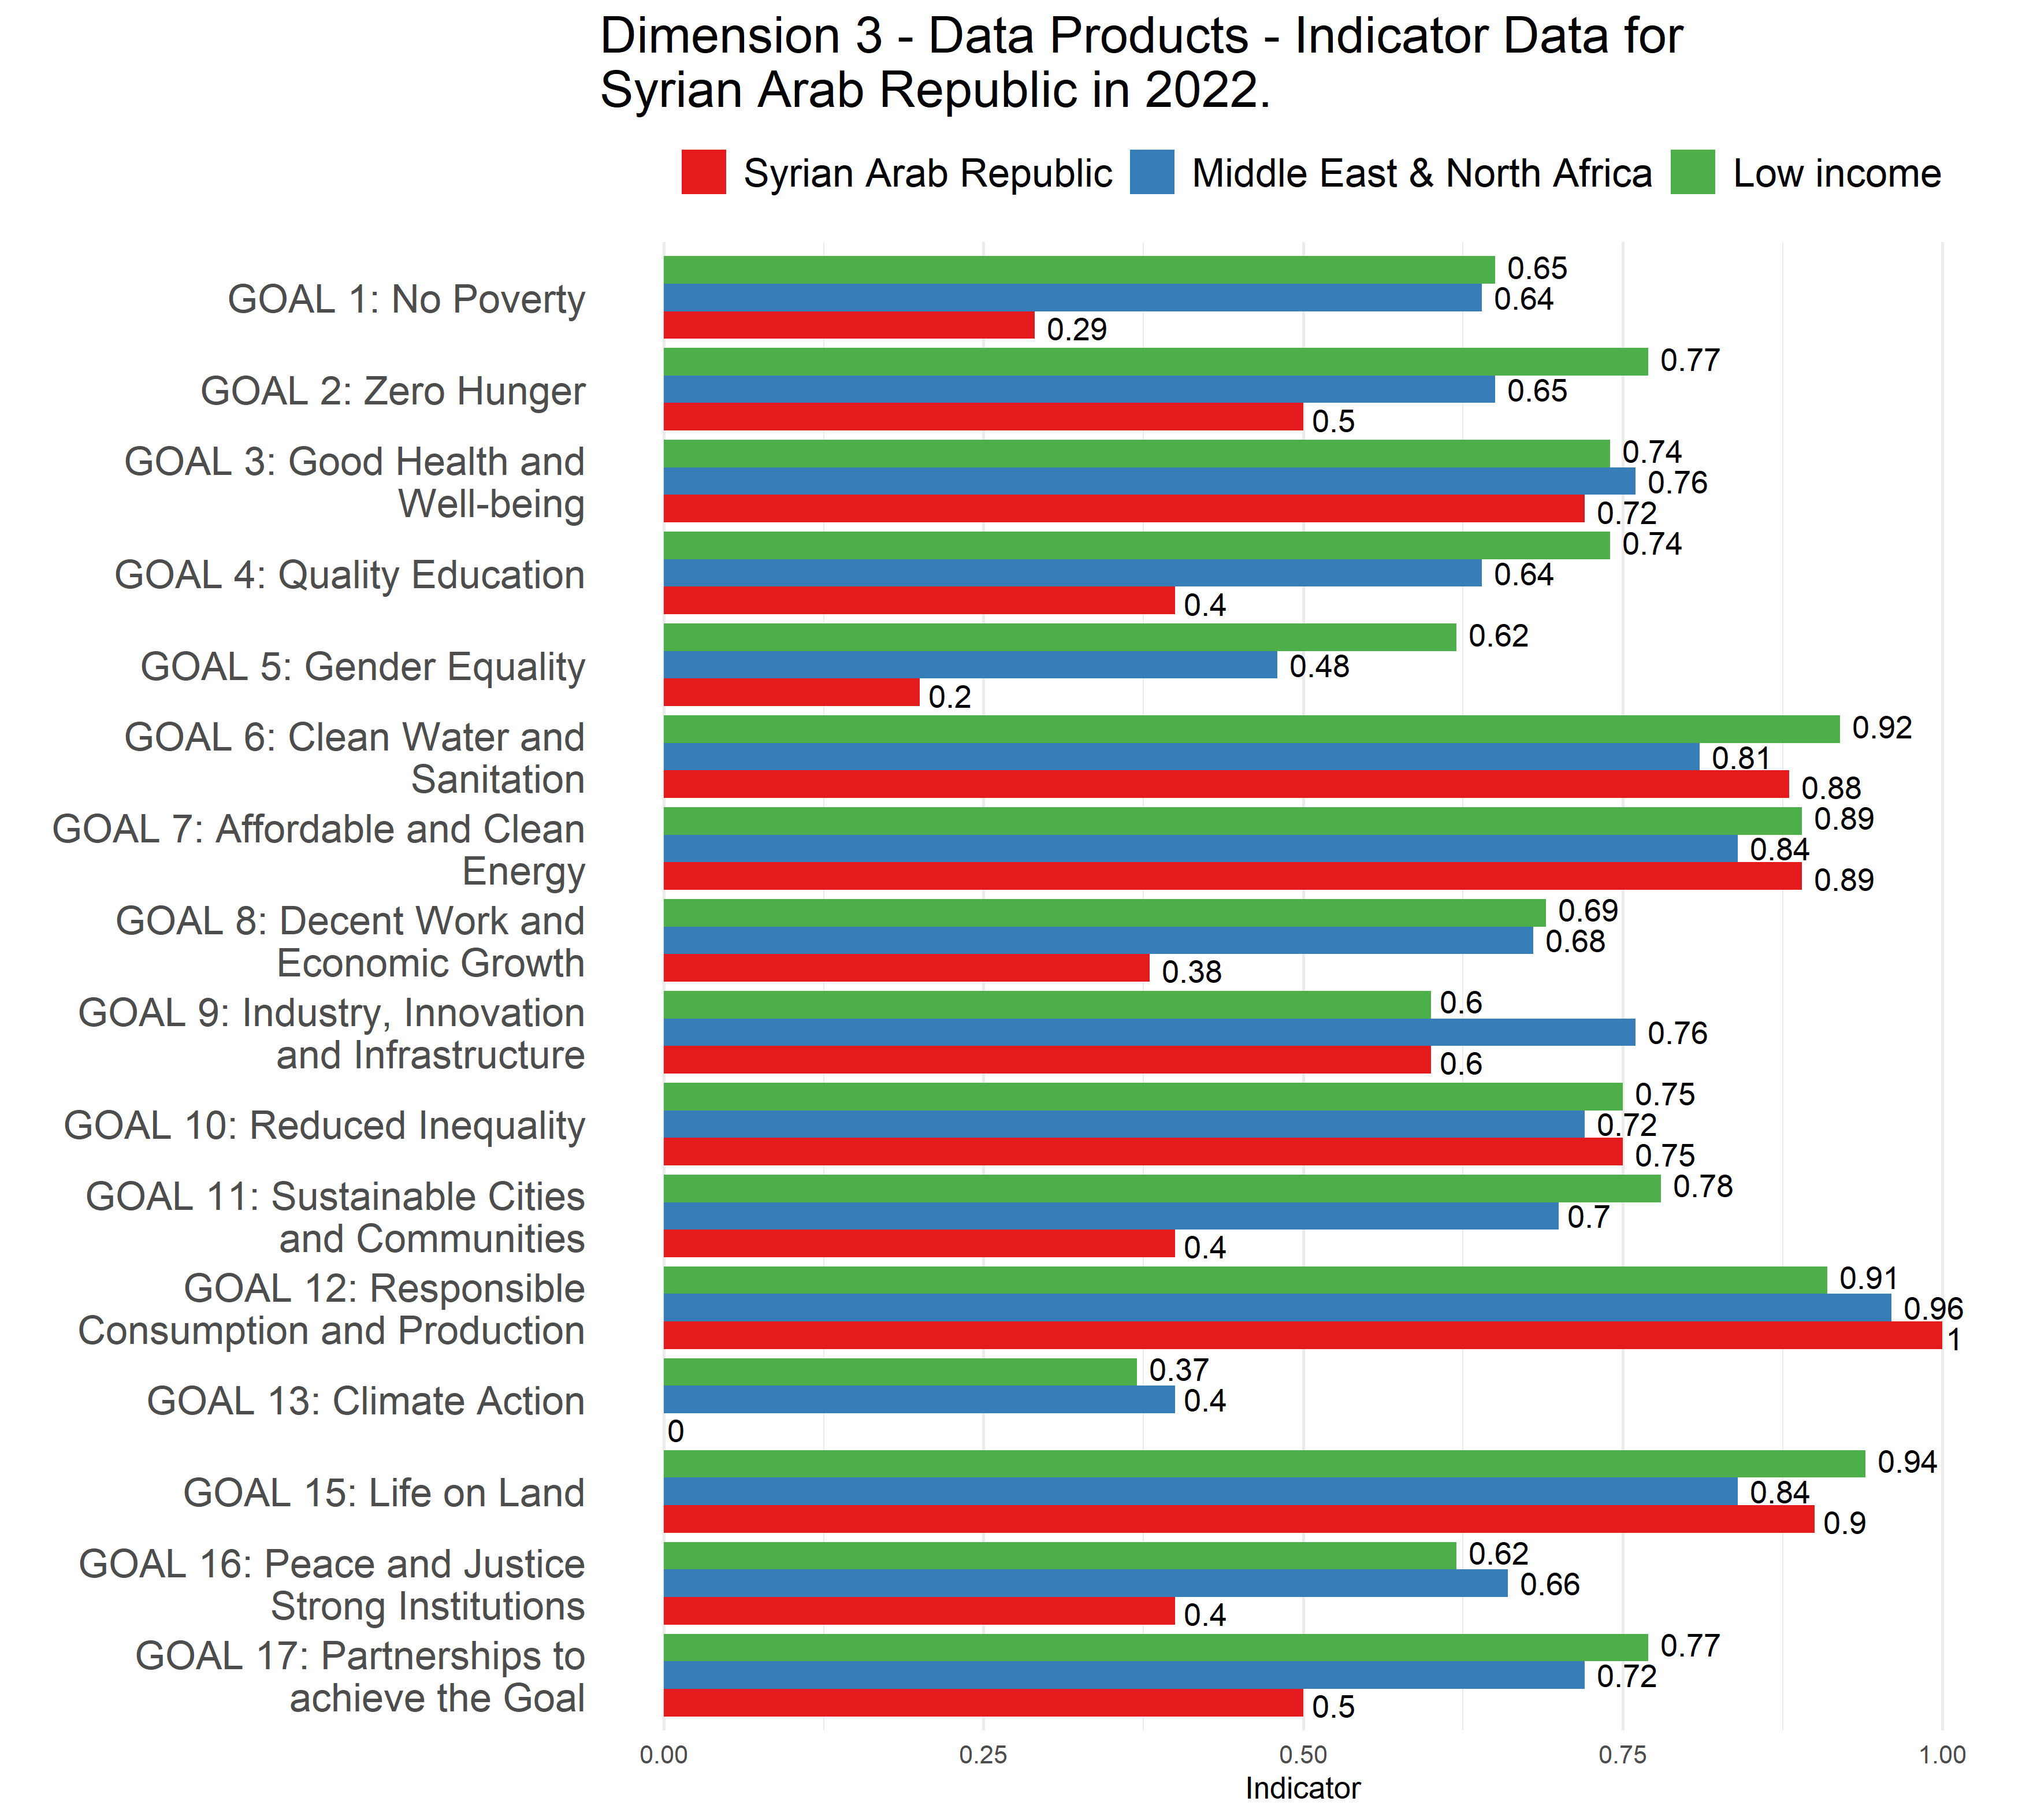 Dimension 3 - Data Products - Indicator Data for
Syrian Arab Republic in 2022.
Syrian Arab Republic Middle East & North Africa Low income
GOAL 1: No Poverty
0.65
0.64
0.29
GOAL 2: Zero Hunger
0.77
0.65
0.5
GOAL 3: Good Health and
Well-being
0.74
0.76
0.72
GOAL 4: Quality Education
0.74
0.64
0.4
GOAL 5: Gender Equality
0.62
0.48
0.2
GOAL 6: Clean Water and
Sanitation
0.92
0.81
0.88
GOAL 7: Affordable and Clean
Energy
0.89
0.84
0.89
GOAL 8: Decent Work and
Economic Growth
0.69
0.68
0.38
GOAL 9: Industry, Innovation
and Infrastructure
0.6
0.76
0.6
GOAL 10: Reduced Inequality
0.75
0.72
0.75
GOAL 11: Sustainable Cities
and Communities
0.78
0.7
0.4
GOAL 12: Responsible
Consumption and Production
0.91
0.96
1
GOAL 13: Climate Action
0.37
0.4
0
GOAL 15: Life on Land
0.94
0.84
0.9
GOAL 16: Peace and Justice
Strong Institutions
0.62
0.66
0.4
GOAL 17: Partnerships to
achieve the Goal
0.77
0.72
0.5
0.00 0.25 0.50 0.75 1.00
Indicator